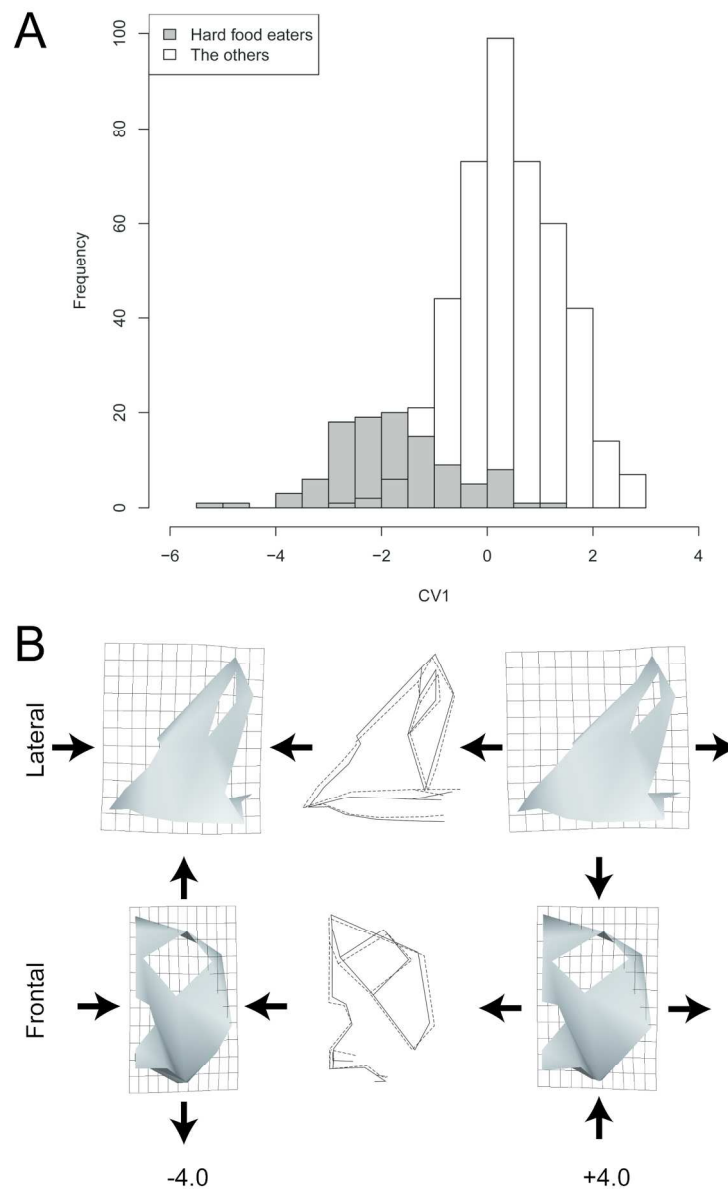 A
Hard food eaters
The others
100
80
60
40
20
0
Frequency
−6 −4 −2 0 2 4
CV1
B
Lateral
Frontal
-4.0 +4.0